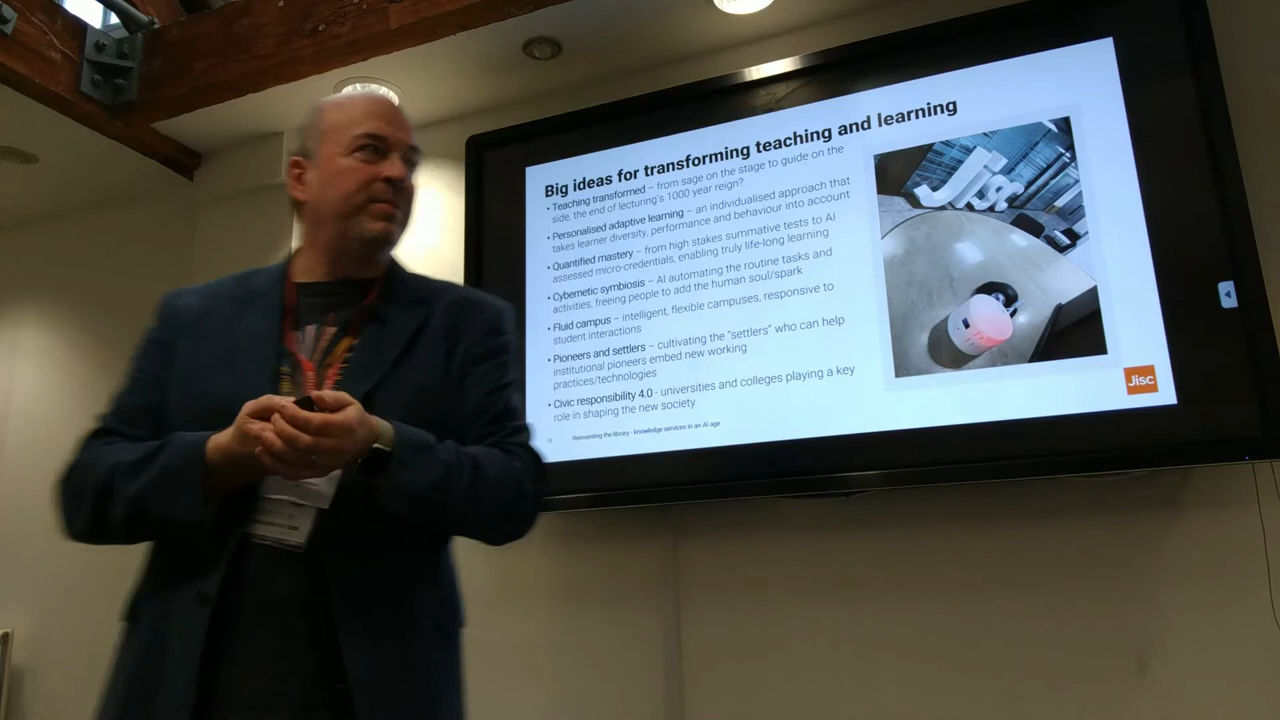 Big ideas for transforming teaching and learning
• Teaching transformed – from sage on the stage to guide on the
side, the end of lecturing's 1000 year reign?
• Personalised adaptive learning – an individualised approach that
takes learner diversity, performance and behaviour into account
• Quantified mastery – from high stakes summative tests to AI
assessed micro-credentials, enabling truly life-long learning
• Cybernetic symbiosis – AI automating the routine tasks and
activities, freeing people to add the human soul/spark
• Fluid campus – intelligent, flexible campuses, responsive to
student interactions
• Pioneers and settlers – cultivating the "settlers" who can help
institutional pioneers embed new working
practices/technologies
• Civic responsibility 4.0 - universities and colleges playing a key
role in shaping the new society
Reinventing the library - knowledge services in an AI age
Jisc
Jisc